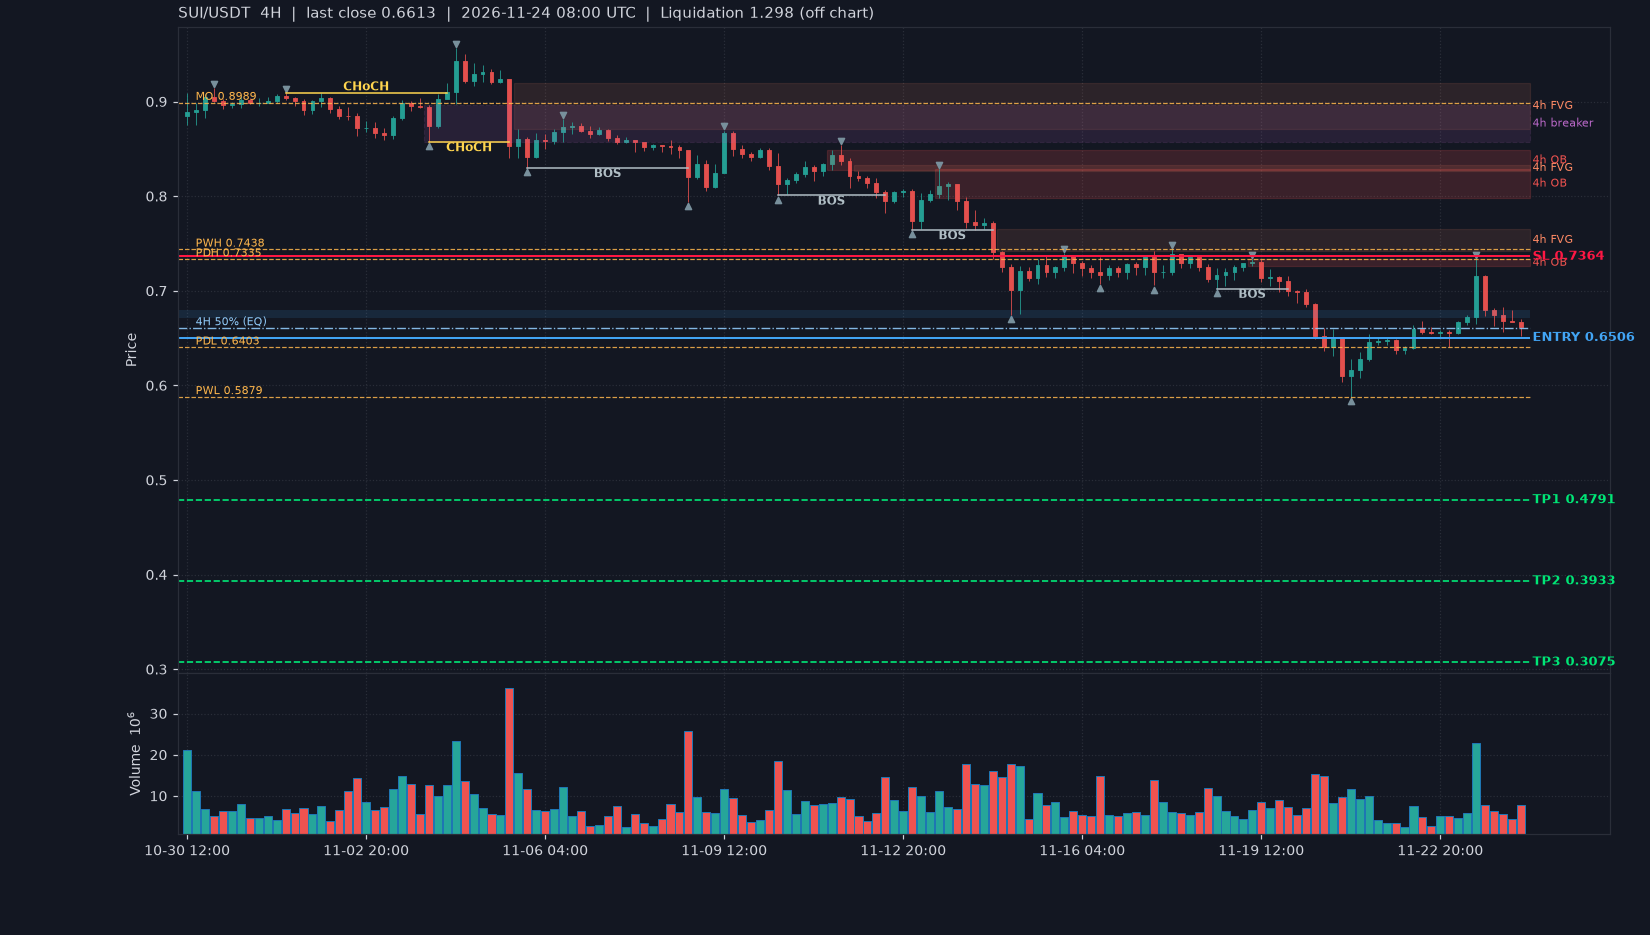 SUI/USDT 4H | last close 0.6613 | 2026-11-24 08:00 UTC | Liquidation 1.298 (off chart)
0.9
0.8
0.7
0.6
0.5
0.4
0.3
Price
MO 0.8989
CHoCH
CHoCH
BOS
BOS
BOS
BOS
PWH 0.7438
PDH 0.7335
4H 50% (EQ)
PDL 0.6403
PWL 0.5879
4h FVG
4h breaker
4h OB
4h FVG
4h OB
4h FVG
SL 0.7364
4h OB
ENTRY 0.6506
TP1 0.4791
TP2 0.3933
TP3 0.3075
Volume 10⁶
30
20
10
10-30 12:00
11-02 20:00
11-06 04:00
11-09 12:00
11-12 20:00
11-16 04:00
11-19 12:00
11-22 20:00